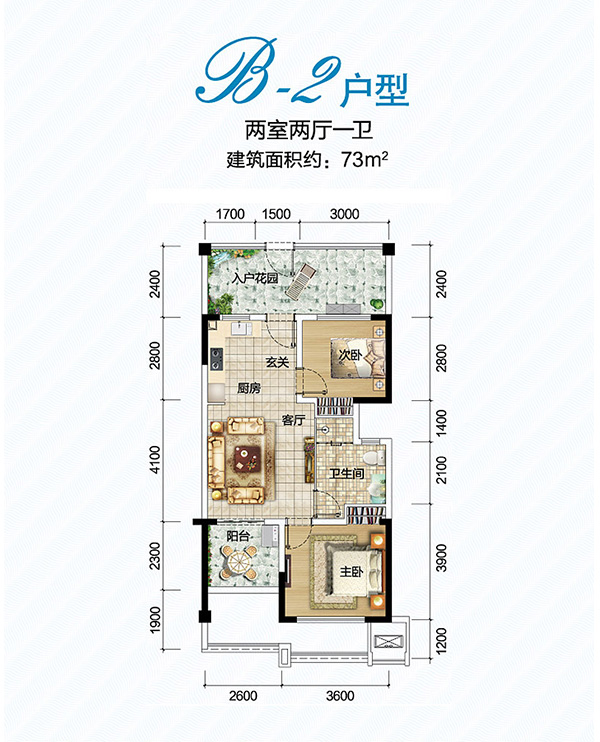 B-2户型
两室两厅一卫
建筑面积约：73m²
1700 1500 3000
2400 2400
入户花园
2800 玄关 次卧 2800
厨房
客厅 1400
4100 卫生间 2100
阳台
2300 主卧 3900
1900 1200
2600 3600